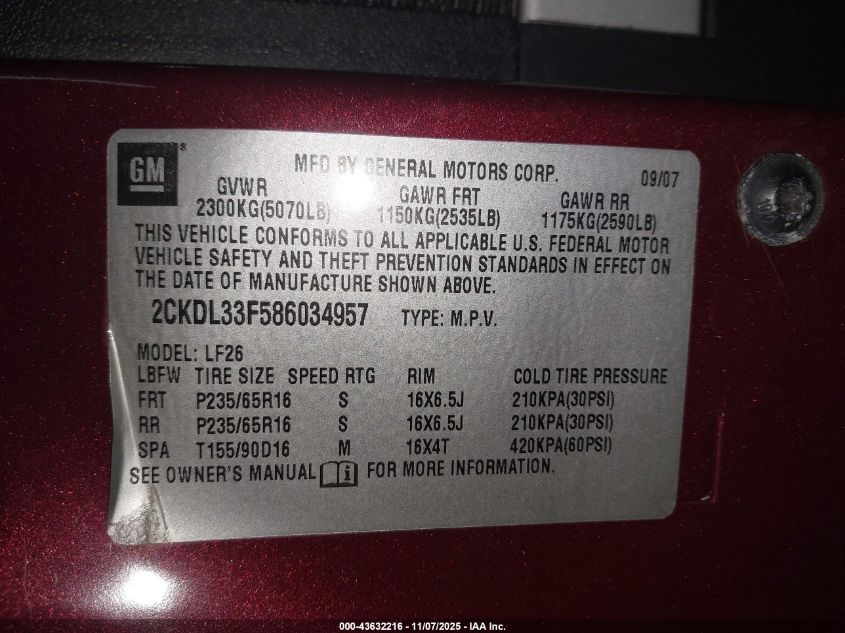 GM
MFD BY GENERAL MOTORS CORP. 09/07
GVWR GAWR FRT GAWR RR
2300KG(5070LB) 1150KG(2535LB) 1175KG(2590LB)
THIS VEHICLE CONFORMS TO ALL APPLICABLE U.S. FEDERAL MOTOR
VEHICLE SAFETY AND THEFT PREVENTION STANDARDS IN EFFECT ON
THE DATE OF MANUFACTURE SHOWN ABOVE.
2CKDL33F586034957 TYPE: M.P.V.
MODEL: LF26
LBFW TIRE SIZE SPEED RTG RIM COLD TIRE PRESSURE
FRT P235/65R16 S 16X6.5J 210KPA(30PSI)
RR P235/65R16 S 16X6.5J 210KPA(30PSI)
SPA T155/90D16 M 16X4T 420KPA(60PSI)
SEE OWNER'S MANUAL i FOR MORE INFORMATION.
000-43632216 - 11/07/2025 - IAA Inc.